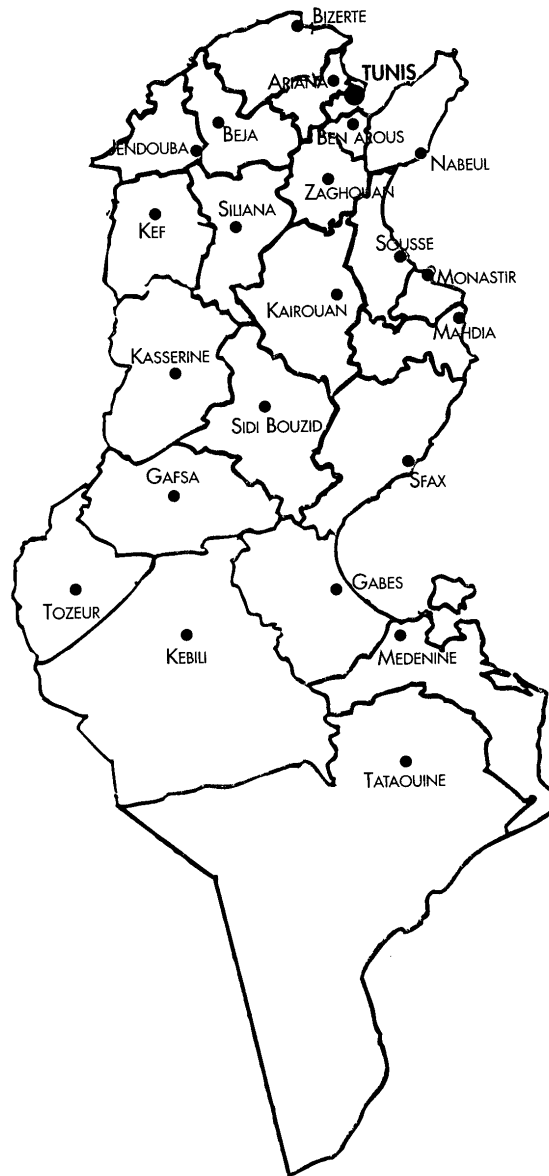 BIZERTE
ARIANA
TUNIS
BEJA
BEN AROUS
JENDOUBA
NABEUL
ZAGHOUAN
SILIANA
KEF
SOUSSE
MONASTIR
KAIROUAN
MAHDIA
KASSERINE
SIDI BOUZID
GAFSA
SFAX
GABES
TOZEUR
KEBILI
MEDENINE
TATAOUINE